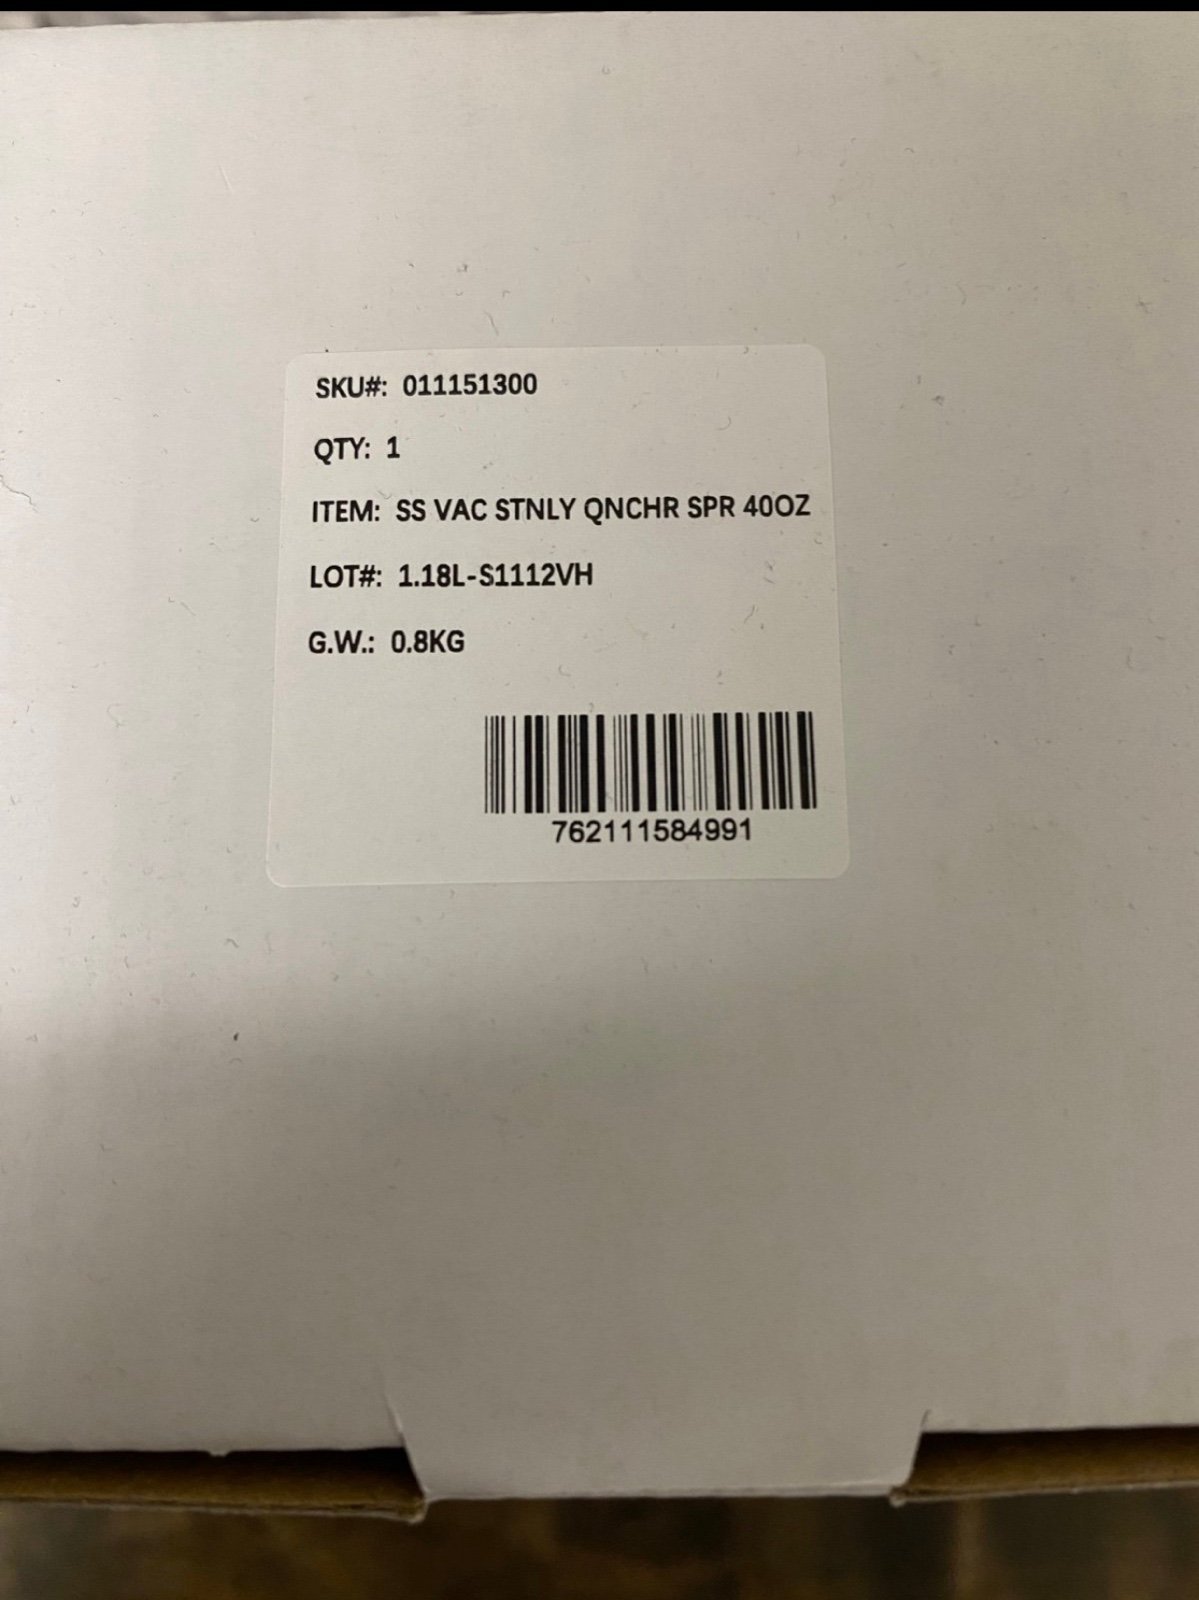 SKU#: 011151300
QTY: 1
ITEM: SS VAC STNLY QNCHR SPR 40OZ
LOT#: 1.18L-S1112VH
G.W.: 0.8KG
762111584991